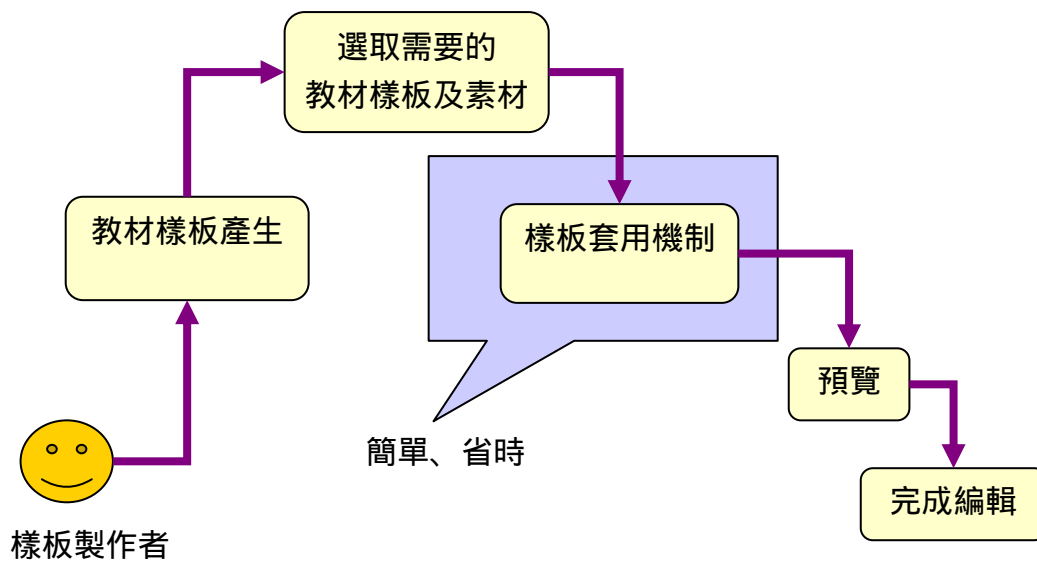 選取需要的
教材樣板及素材
教材樣板產生
樣板套用機制
預覽
簡單、省時
完成編輯
樣板製作者